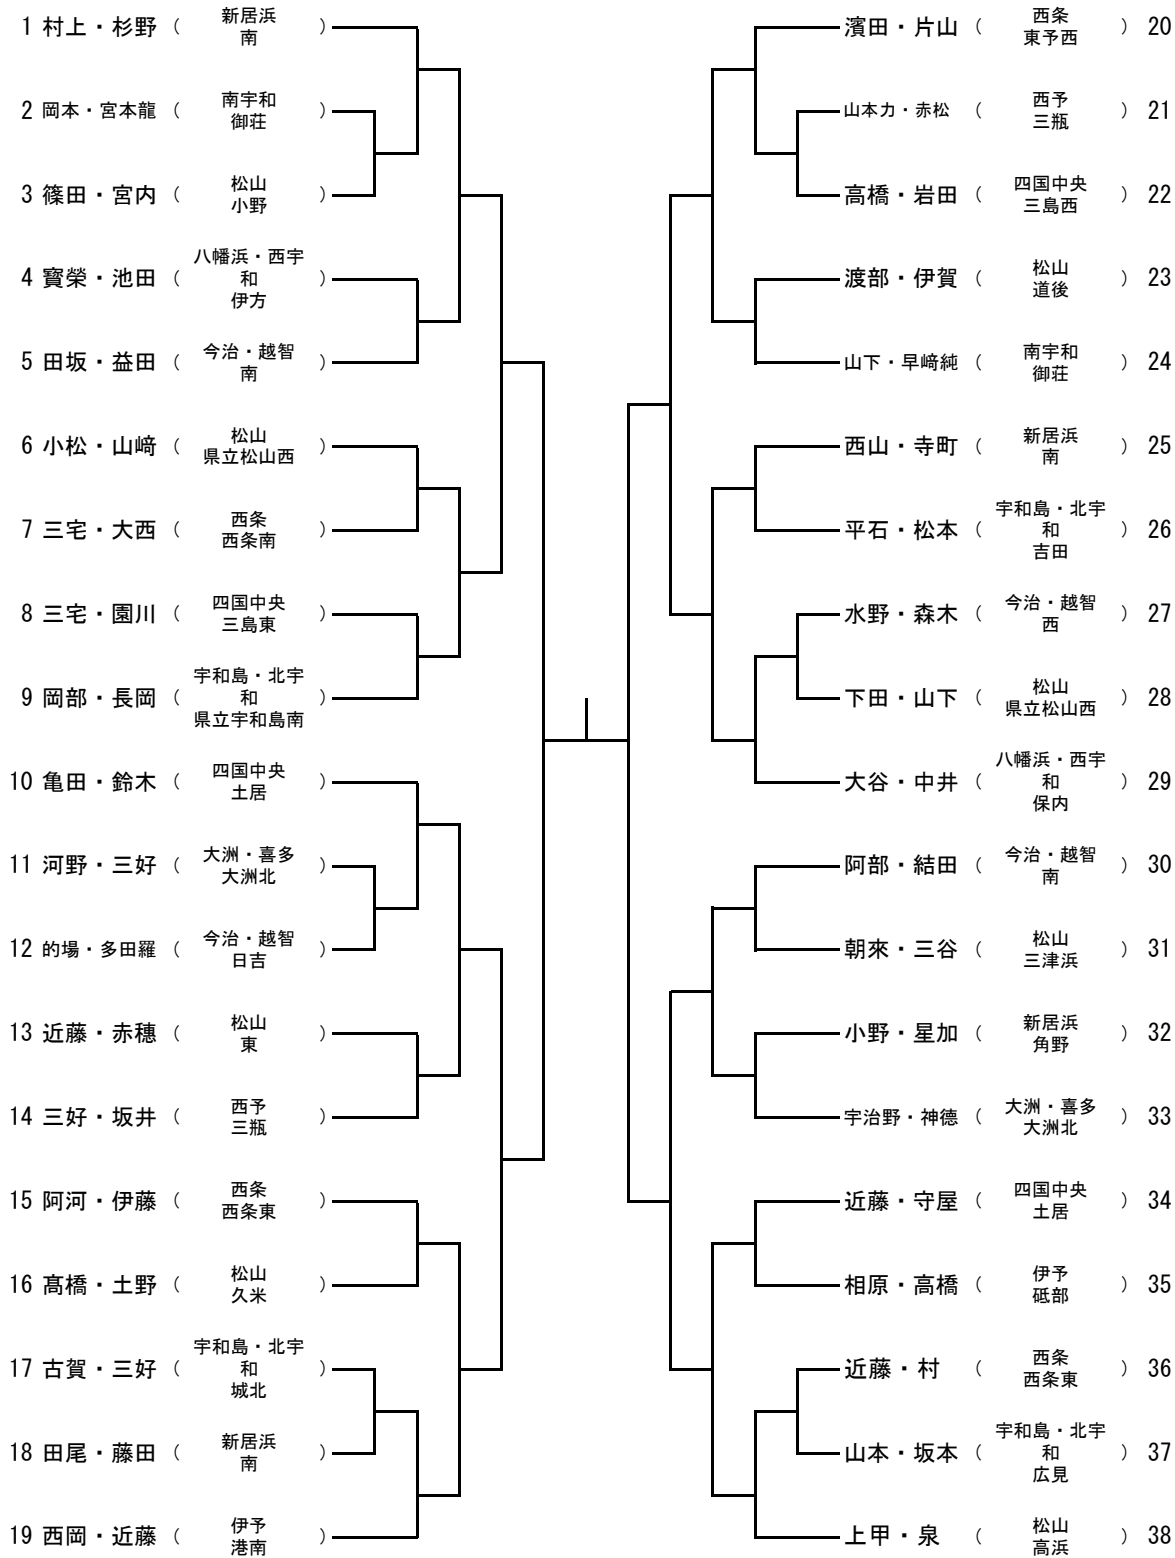 1 村上・杉野 ( 新居浜 南 )
2 岡本・宮本龍 ( 南宇和 御荘 )
3 篠田・宮内 ( 松山 小野 )
4 寳榮・池田 ( 八幡浜・西宇和 伊方 )
5 田坂・益田 ( 今治・越智 南 )
6 小松・山﨑 ( 松山 県立松山西 )
7 三宅・大西 ( 西条 西条南 )
8 三宅・園川 ( 四国中央 三島東 )
9 岡部・長岡 ( 宇和島・北宇和 県立宇和島南 )
10 亀田・鈴木 ( 四国中央 土居 )
11 河野・三好 ( 大洲・喜多 大洲北 )
12 的場・多田羅 ( 今治・越智 日吉 )
13 近藤・赤穗 ( 松山 東 )
14 三好・坂井 ( 西予 三瓶 )
15 阿河・伊藤 ( 西条 西条東 )
16 髙橋・土野 ( 松山 久米 )
17 古賀・三好 ( 宇和島・北宇和 城北 )
18 田尾・藤田 ( 新居浜 南 )
19 西岡・近藤 ( 伊予 港南 )
濱田・片山 ( 西条 東予西 ) 20
山本力・赤松 ( 西予 三瓶 ) 21
高橋・岩田 ( 四国中央 三島西 ) 22
渡部・伊賀 ( 松山 道後 ) 23
山下・早﨑純 ( 南宇和 御荘 ) 24
西山・寺町 ( 新居浜 南 ) 25
平石・松本 ( 宇和島・北宇和 吉田 ) 26
水野・森木 ( 今治・越智 西 ) 27
下田・山下 ( 松山 県立松山西 ) 28
大谷・中井 ( 八幡浜・西宇和 保内 ) 29
阿部・結田 ( 今治・越智 南 ) 30
朝來・三谷 ( 松山 三津浜 ) 31
小野・星加 ( 新居浜 角野 ) 32
宇治野・神德 ( 大洲・喜多 大洲北 ) 33
近藤・守屋 ( 四国中央 土居 ) 34
相原・高橋 ( 伊予 砥部 ) 35
近藤・村 ( 西条 西条東 ) 36
山本・坂本 ( 宇和島・北宇和 広見 ) 37
上甲・泉 ( 松山 高浜 ) 38